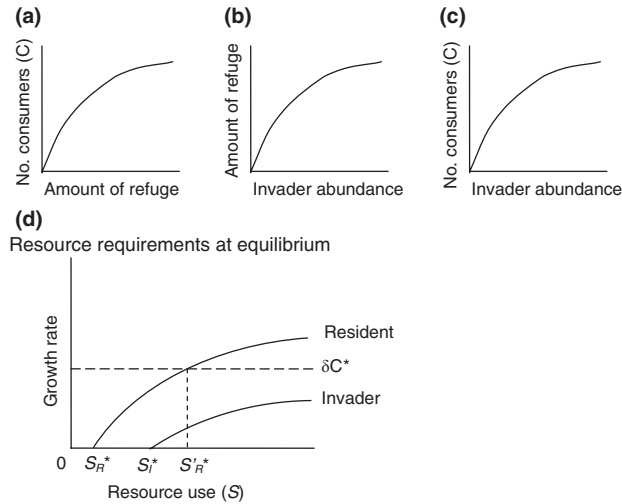 (a)
No. consumers (C)
Amount of refuge
(b)
Amount of refuge
Invader abundance
(c)
No. consumers (C)
Invader abundance
(d)
Resource requirements at equilibrium
Growth rate
Resident
δC*
Invader
0
S_R* S_I* S'_R*
Resource use (S)